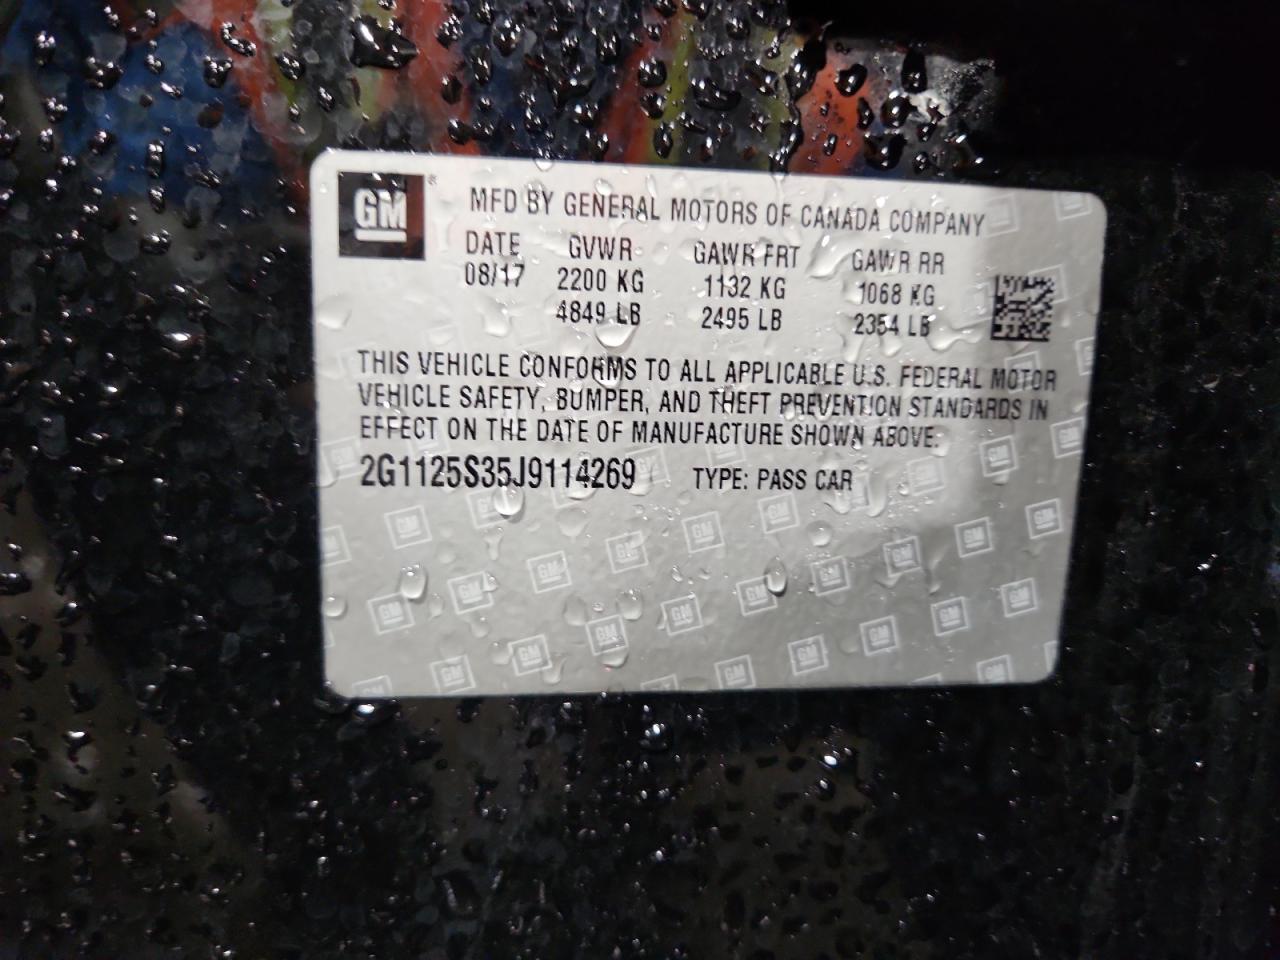 GM®
MFD BY GENERAL MOTORS OF CANADA COMPANY
DATE GVWR GAWR FRT GAWR RR
08/17 2200 KG 1132 KG 1068 KG
4849 LB 2495 LB 2354 LB
THIS VEHICLE CONFORMS TO ALL APPLICABLE U.S. FEDERAL MOTOR
VEHICLE SAFETY, BUMPER, AND THEFT PREVENTION STANDARDS IN
EFFECT ON THE DATE OF MANUFACTURE SHOWN ABOVE.
2G1125S35J9114269 TYPE: PASS CAR